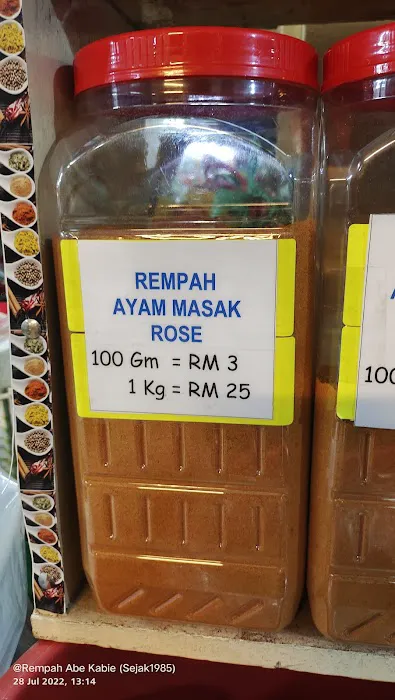 REMPAH
AYAM MASAK
ROSE
100 Gm = RM 3
1 Kg = RM 25
100
@Rempah Abe Kabie (Sejak1985)
28 Jul 2022, 13:14